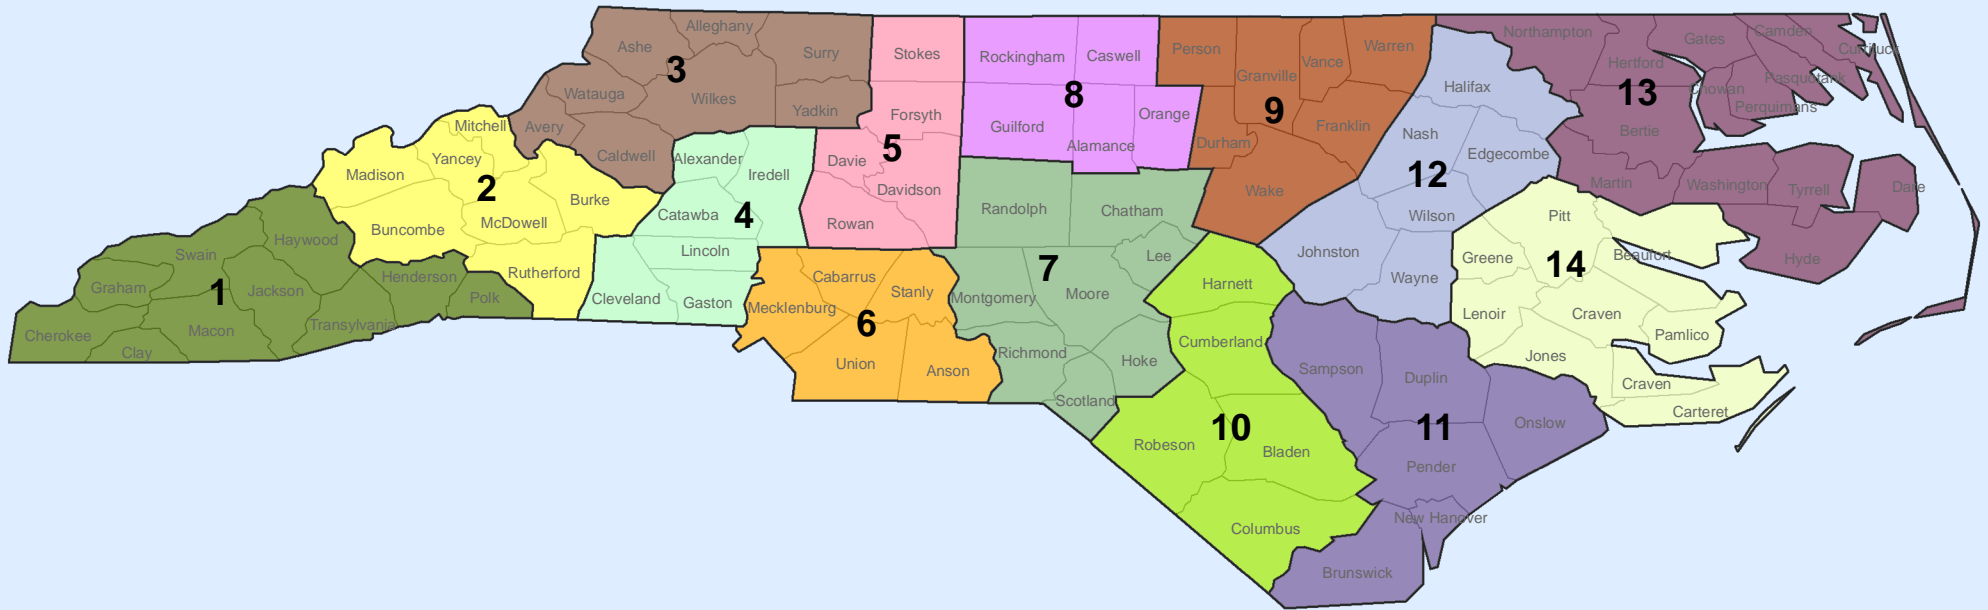 Alleghany
Ashe
Surry
3
Watauga
Wilkes
Yadkin
Avery
Caldwell
Mitchell
Yancey
Madison
2
Burke
McDowell
Buncombe
Rutherford
Haywood
Swain
Henderson
Graham
1
Jackson
Polk
Transylvania
Cherokee
Macon
Clay
Alexander
Iredell
Catawba
4
Lincoln
Cleveland
Gaston
Stokes
Forsyth
Davie
5
Davidson
Rowan
Cabarrus
Stanly
Mecklenburg
6
Union
Anson
Rockingham
Caswell
8
Guilford
Orange
Alamance
Randolph
Chatham
Lee
7
Montgomery
Moore
Richmond
Hoke
Scotland
Person
Warren
Granville
Vance
9
Franklin
Durham
Wake
Harnett
Cumberland
10
Robeson
Bladen
Columbus
Sampson
Duplin
11
Onslow
Pender
New Hanover
Brunswick
Halifax
Nash
Edgecombe
12
Wilson
Johnston
Wayne
Northampton
Gates
Camden
Currituck
Hertford
Pasquotank
13
Chowan
Perquimans
Bertie
Martin
Washington
Tyrrell
Dare
Hyde
Pitt
Greene
14
Beaufort
Lenoir
Craven
Pamlico
Jones
Craven
Carteret